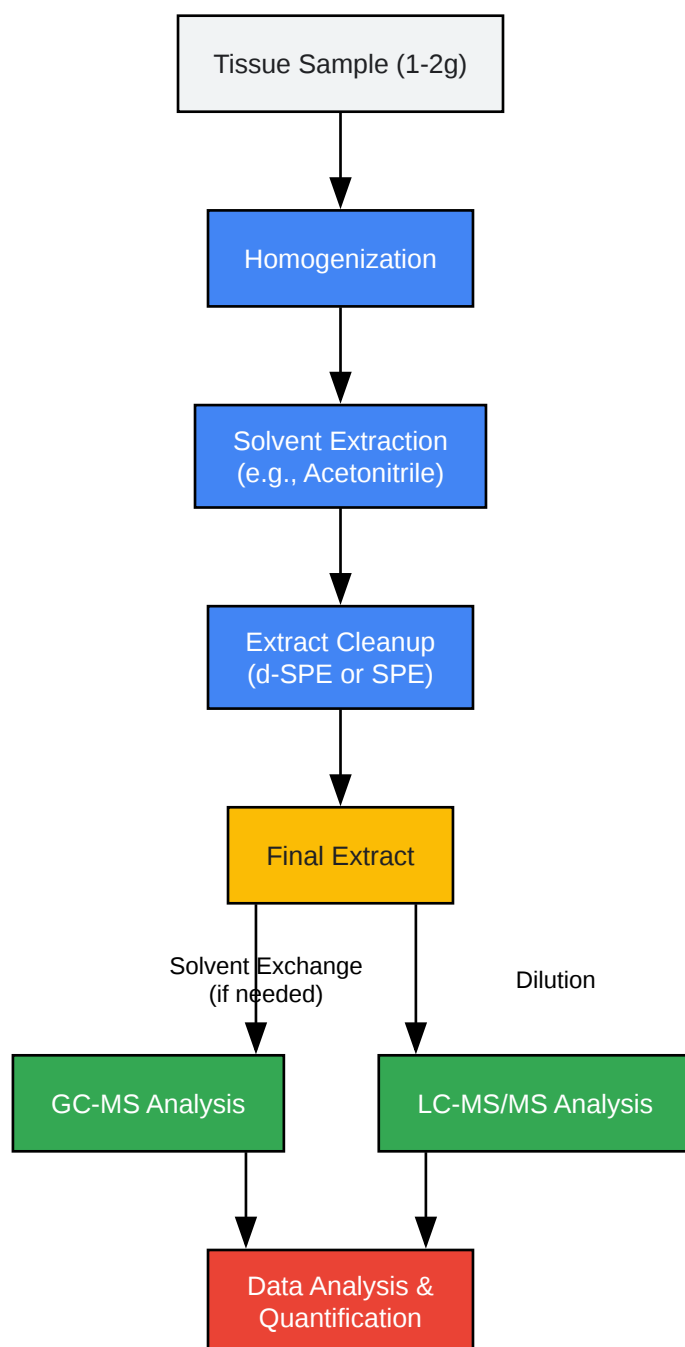 Tissue Sample (1-2g)
Homogenization
Solvent Extraction
(e.g., Acetonitrile)
Extract Cleanup
(d-SPE or SPE)
Final Extract
Solvent Exchange
(if needed)
Dilution
GC-MS Analysis
LC-MS/MS Analysis
Data Analysis &
Quantification